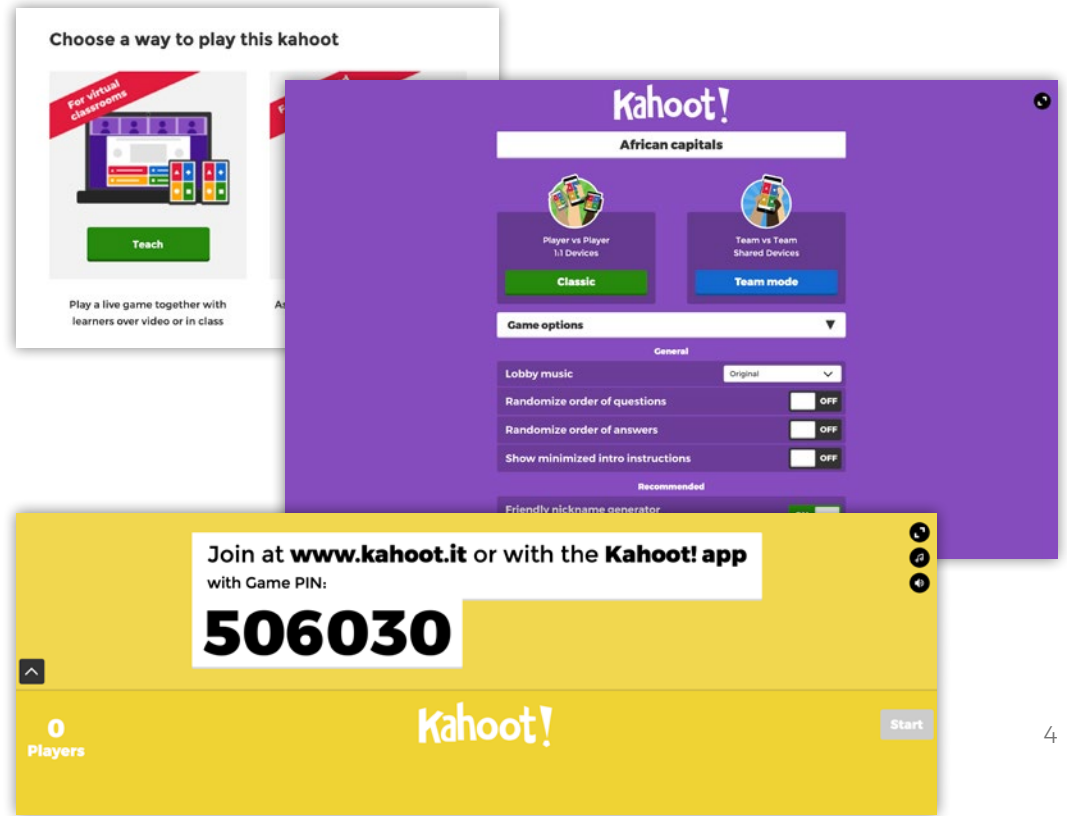 Choose a way to play this kahoot
For virtual
classrooms
Teach
Play a live game together with
learners over video or in class
Kahoot!
African capitals
Player vs Player
1:1 Devices
Classic
Team vs Team
Shared Devices
Team mode
Game options
General
Lobby music
Original
Randomize order of questions
OFF
Randomize order of answers
OFF
Show minimized intro instructions
OFF
Recommended
Friendly nickname generator
Join at www.kahoot.it or with the Kahoot! app
with Game PIN:
506030
0
Players
Kahoot!
Start
4